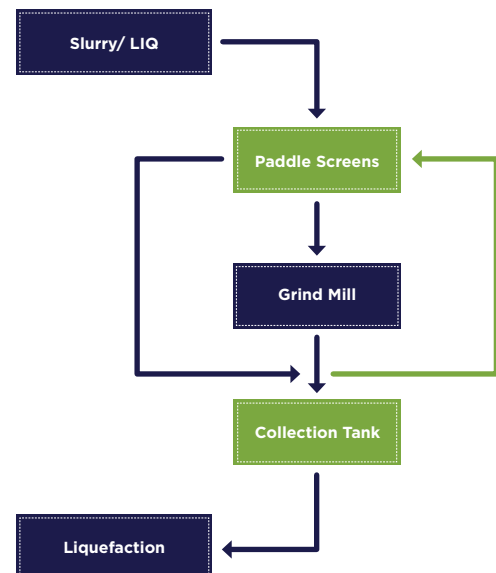 Slurry/ LIQ
Paddle Screens
Grind Mill
Collection Tank
Liquefaction